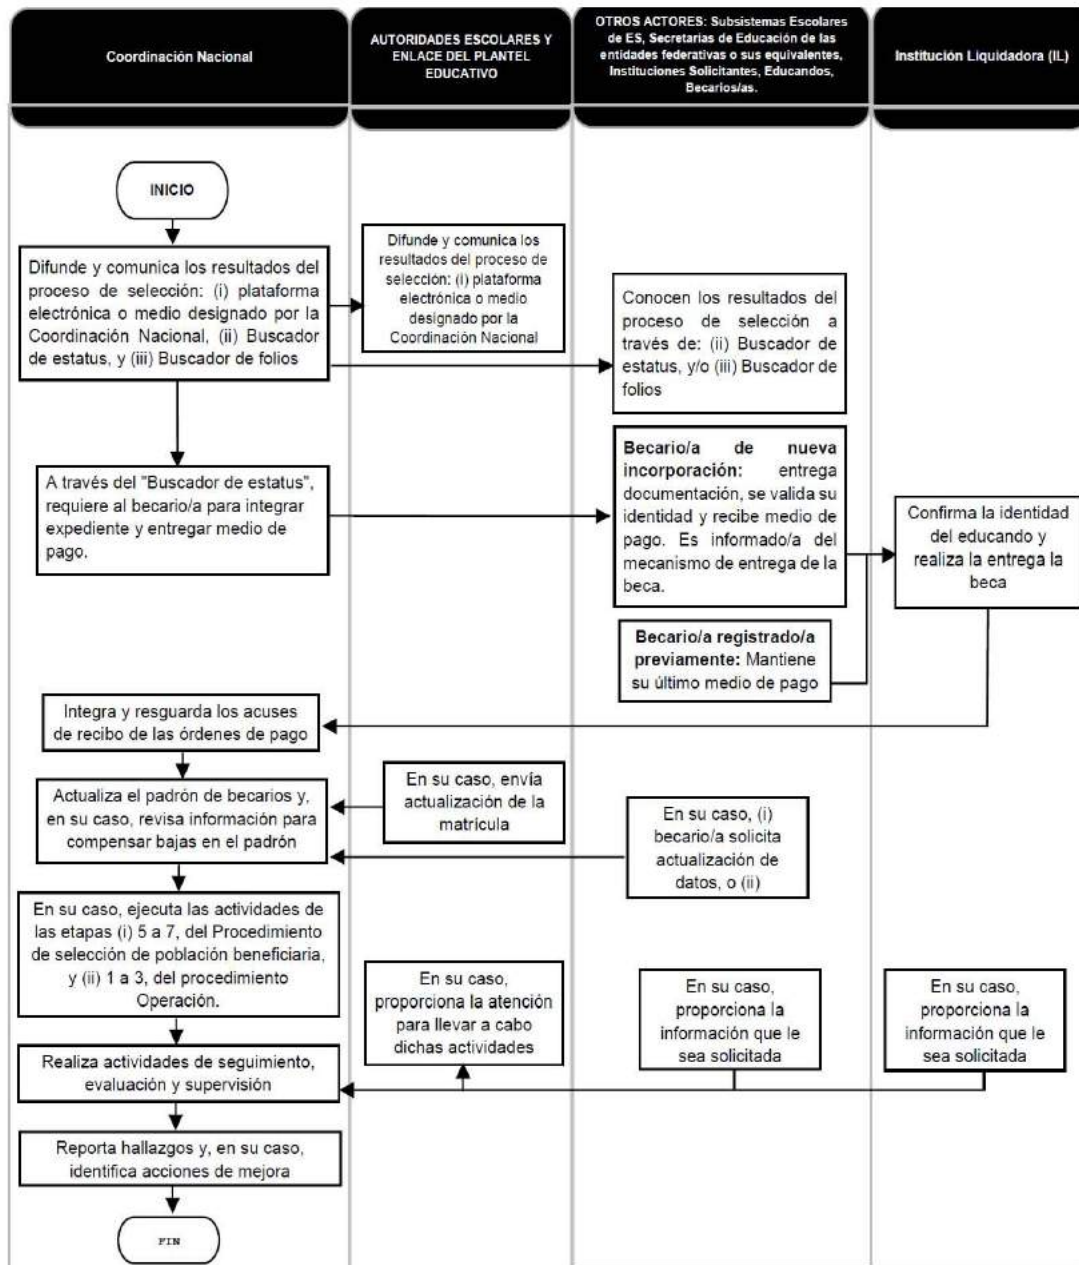 Coordinación Nacional
AUTORIDADES ESCOLARES Y
ENLACE DEL PLANTEL
EDUCATIVO
OTROS ACTORES: Subsistemas Escolares
de ES, Secretarias de Educación de las
entidades federativas o sus equivalentes,
Instituciones Solicitantes, Educandos,
Becarios/as.
Institución Liquidadora (IL)
INICIO
Difunde y comunica los resultados del
proceso de selección: (i) plataforma
electrónica o medio designado por la
Coordinación Nacional, (ii) Buscador
de estatus, y (iii) Buscador de folios
Difunde y comunica los
resultados del proceso de
selección: (i) plataforma
electrónica o medio
designado por la
Coordinación Nacional
Conocen los resultados del
proceso de selección a
través de: (ii) Buscador de
estatus, y/o (iii) Buscador de
folios
A través del "Buscador de estatus",
requiere al becario/a para integrar
expediente y entregar medio de
pago.
Becario/a de nueva
incorporación: entrega
documentación, se valida su
identidad y recibe medio de
pago. Es informado/a del
mecanismo de entrega de la
beca.
Becario/a registrado/a
previamente: Mantiene
su último medio de pago
Confirma la identidad
del educando y
realiza la entrega la
beca
Integra y resguarda los acuses
de recibo de las órdenes de pago
Actualiza el padrón de becarios y,
en su caso, revisa información para
compensar bajas en el padrón
En su caso, envía
actualización de la
matrícula
En su caso, (i)
becario/a solicita
actualización de
datos, o (ii)
En su caso, ejecuta las actividades de
las etapas (i) 5 a 7, del Procedimiento
de selección de población beneficiaria,
y (ii) 1 a 3, del procedimiento
Operación.
En su caso,
proporciona la atención
para llevar a cabo
dichas actividades
En su caso,
proporciona la
información que le
sea solicitada
En su caso,
proporciona la
información que le
sea solicitada
Realiza actividades de seguimiento,
evaluación y supervisión
Reporta hallazgos y, en su caso,
identifica acciones de mejora
FIN